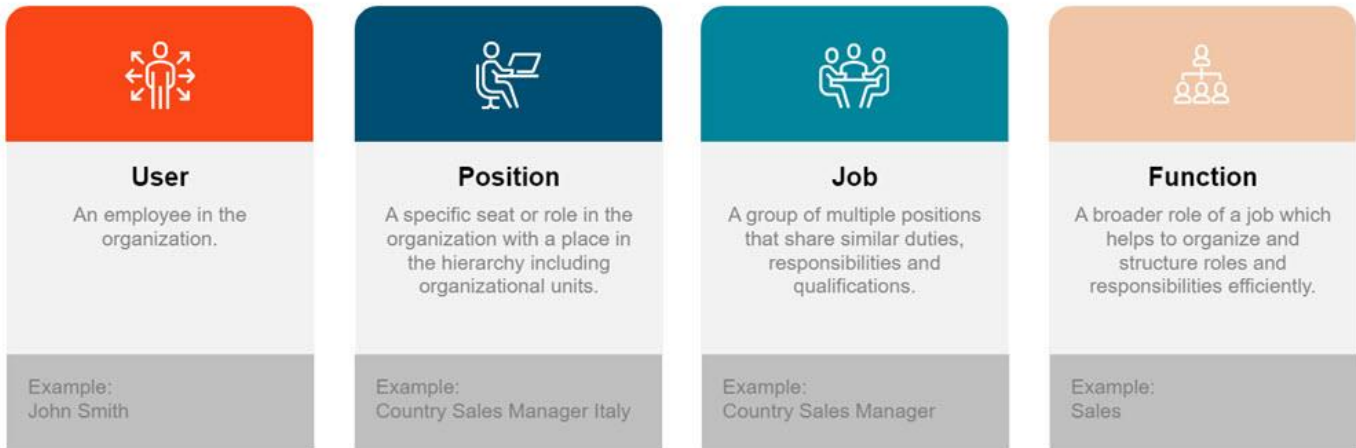 User
An employee in the
organization.
Example:
John Smith
Position
A specific seat or role in the
organization with a place in
the hierarchy including
organizational units.
Example:
Country Sales Manager Italy
Job
A group of multiple positions
that share similar duties,
responsibilities and
qualifications.
Example:
Country Sales Manager
Function
A broader role of a job which
helps to organize and
structure roles and
responsibilities efficiently.
Example:
Sales